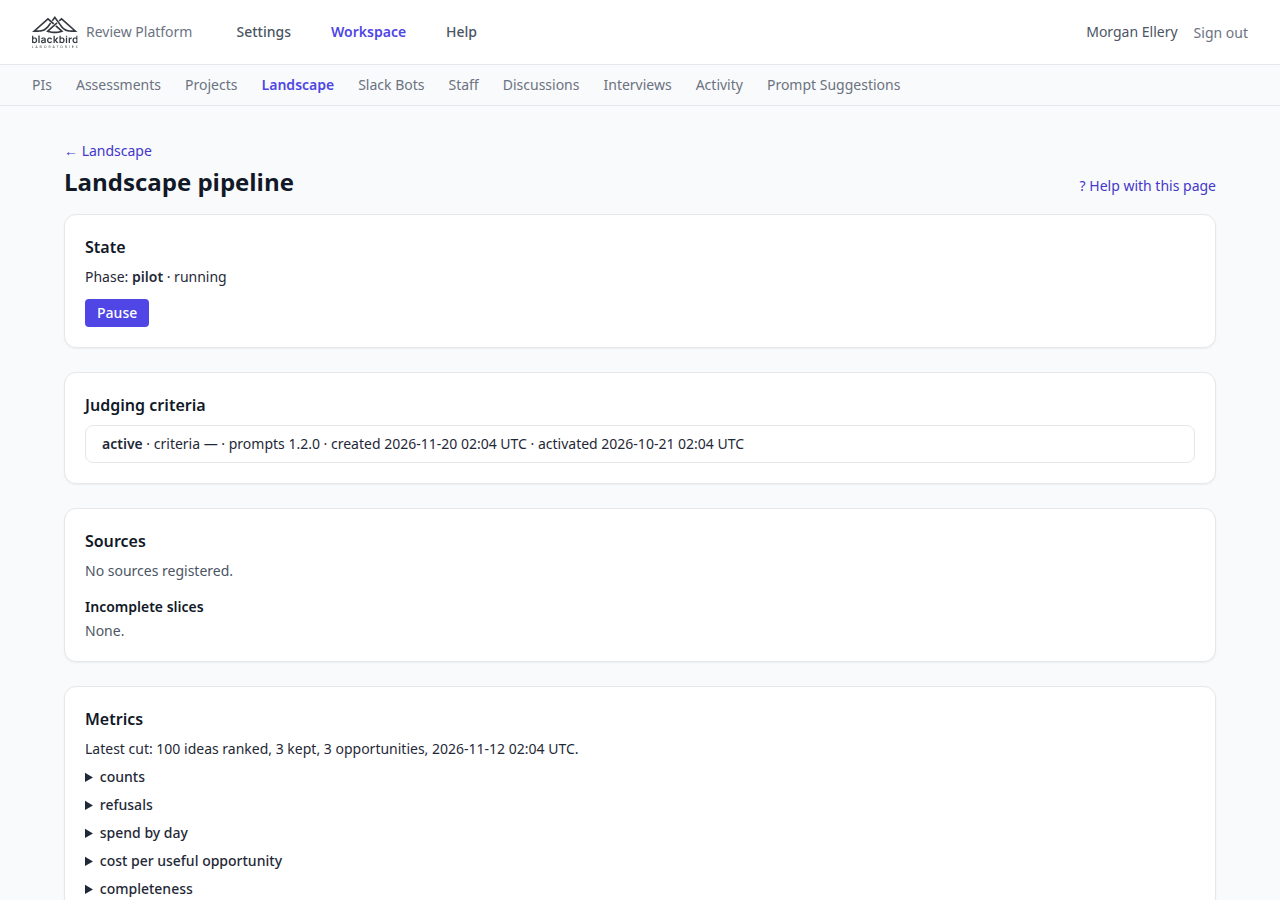 blackbird
LABORATORIES
Review Platform Settings Workspace Help Morgan Ellery Sign out
PIs Assessments Projects Landscape Slack Bots Staff Discussions Interviews Activity Prompt Suggestions
← Landscape
Landscape pipeline
? Help with this page
State
Phase: pilot · running
Pause
Judging criteria
active · criteria — · prompts 1.2.0 · created 2026-11-20 02:04 UTC · activated 2026-10-21 02:04 UTC
Sources
No sources registered.
Incomplete slices
None.
Metrics
Latest cut: 100 ideas ranked, 3 kept, 3 opportunities, 2026-11-12 02:04 UTC.
▶ counts
▶ refusals
▶ spend by day
▶ cost per useful opportunity
▶ completeness